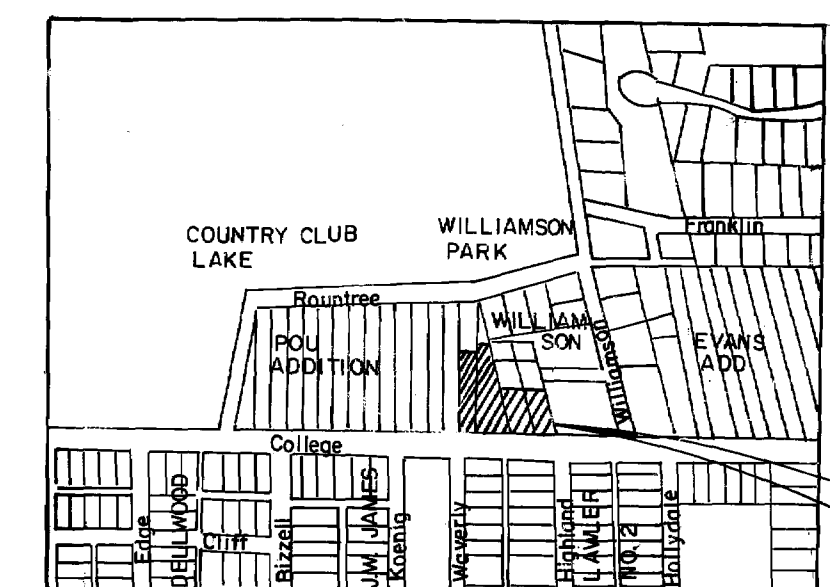 Franklin
COUNTRY CLUB
LAKE
WILLIAMSON
PARK
Rountree
POU
ADDITION
WILLIAM
SON
Williamson
EVANS
ADD
College
Edge
DELLWOOD
Cliff
Bizzell
J.W. JAMES
Koenig
Waverly
Highland
LAWLER
NO. 2
Hollydale